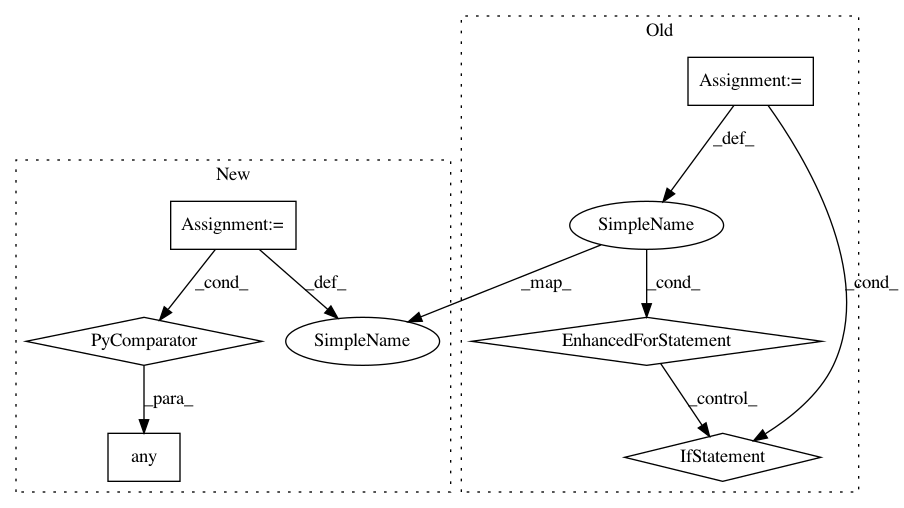 Old
Assignment:=
_def_
New
Assignment:=
SimpleName
_cond_
_def_
_map_
_cond_
_cond_
PyComparator
SimpleName
EnhancedForStatement
_para_
_control_
any
IfStatement